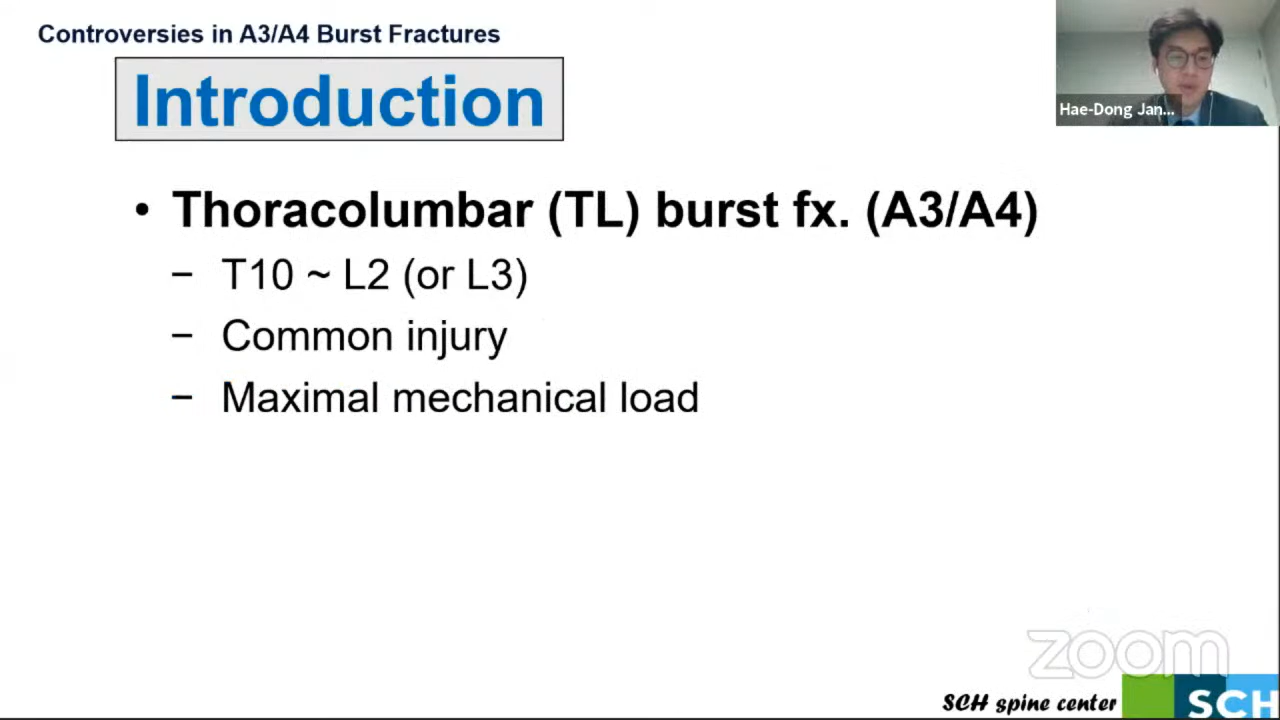 Controversies in A3/A4 Burst Fractures
Introduction
Hae-Dong Jan...
• Thoracolumbar (TL) burst fx. (A3/A4)
− T10 ~ L2 (or L3)
− Common injury
− Maximal mechanical load
zoom
SCH spine center
SCH